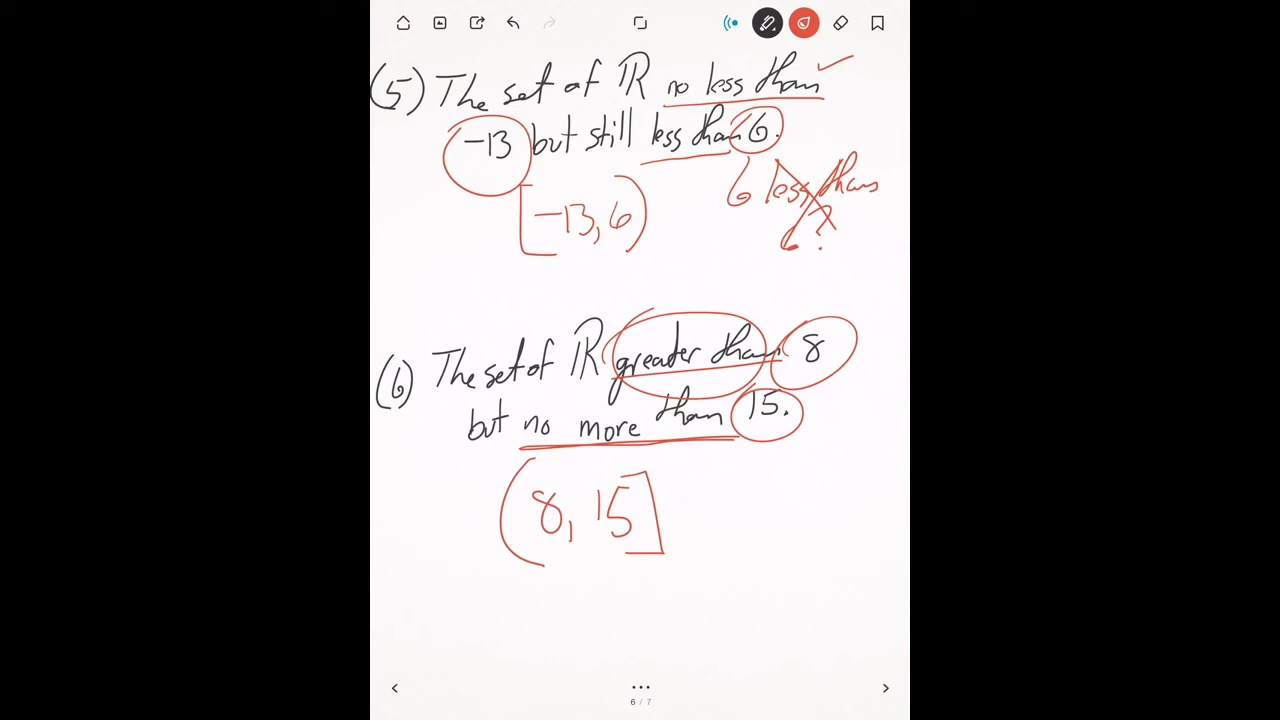 (5) The set of ℝ no less than
-13 but still less than 6.
6 less than
6?
[-13, 6)
(6) The set of ℝ greater than 8
but no more than 15.
(8, 15]
6 / 7